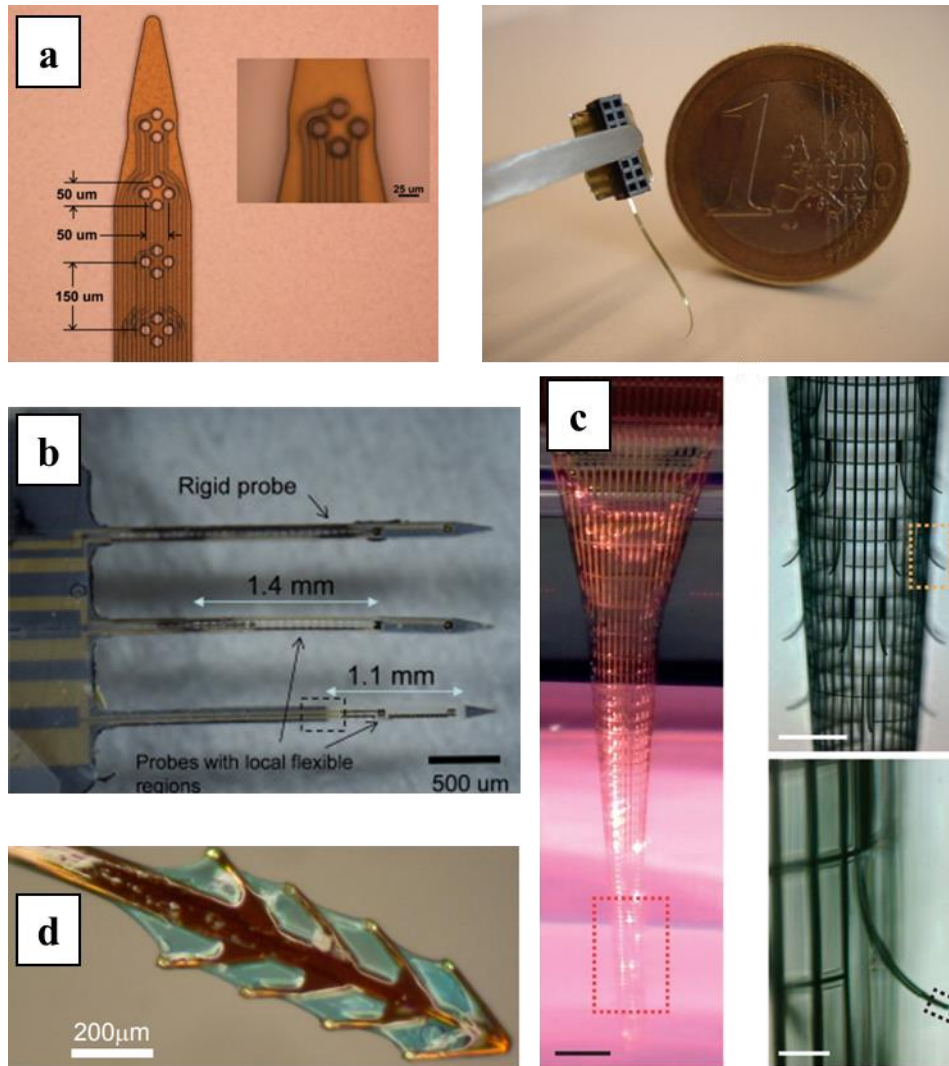 a
50 um
50 um
150 um
25 um
1
EURO
b
Rigid probe
1.4 mm
1.1 mm
Probes with local flexible
regions
500 um
c
d
200μm